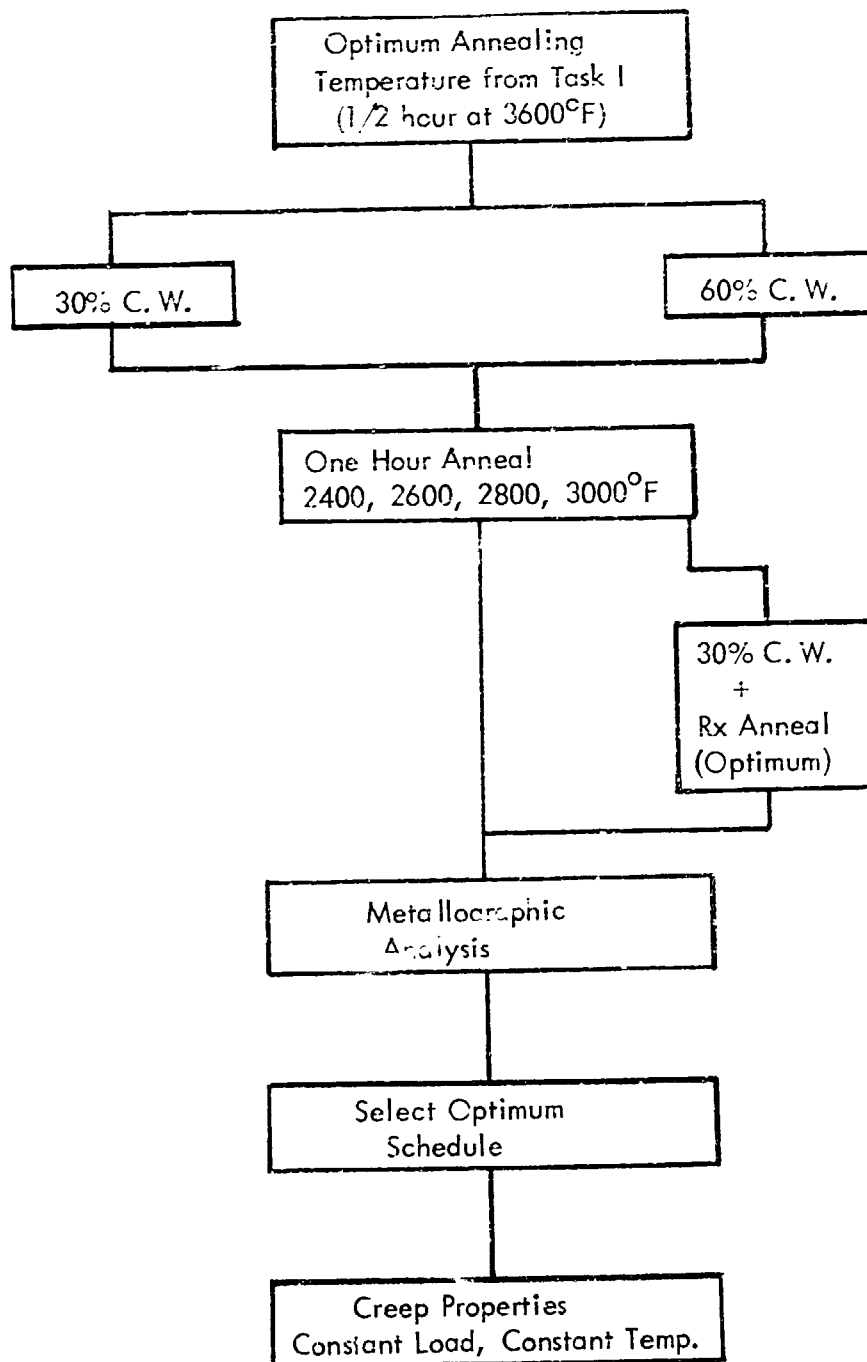 Optimum Annealing
Temperature from Task I
(1/2 hour at 3600°F)
30% C. W.
60% C. W.
One Hour Anneal
2400, 2600, 2800, 3000°F
30% C. W.
+
Rx Anneal
(Optimum)
Metallographic
Analysis
Select Optimum
Schedule
Creep Properties
Constant Load, Constant Temp.